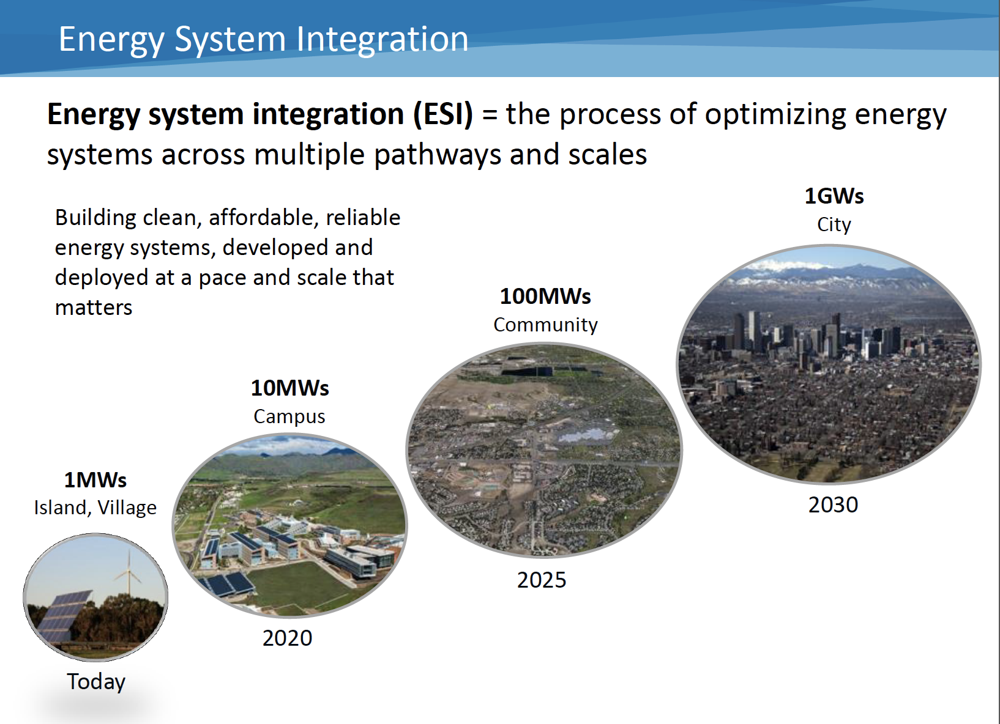 Energy System Integration
Energy system integration (ESI) = the process of optimizing energy
systems across multiple pathways and scales
Building clean, affordable, reliable
energy systems, developed and
deployed at a pace and scale that
matters
1MWs
Island, Village
Today
10MWs
Campus
2020
100MWs
Community
2025
1GWs
City
2030